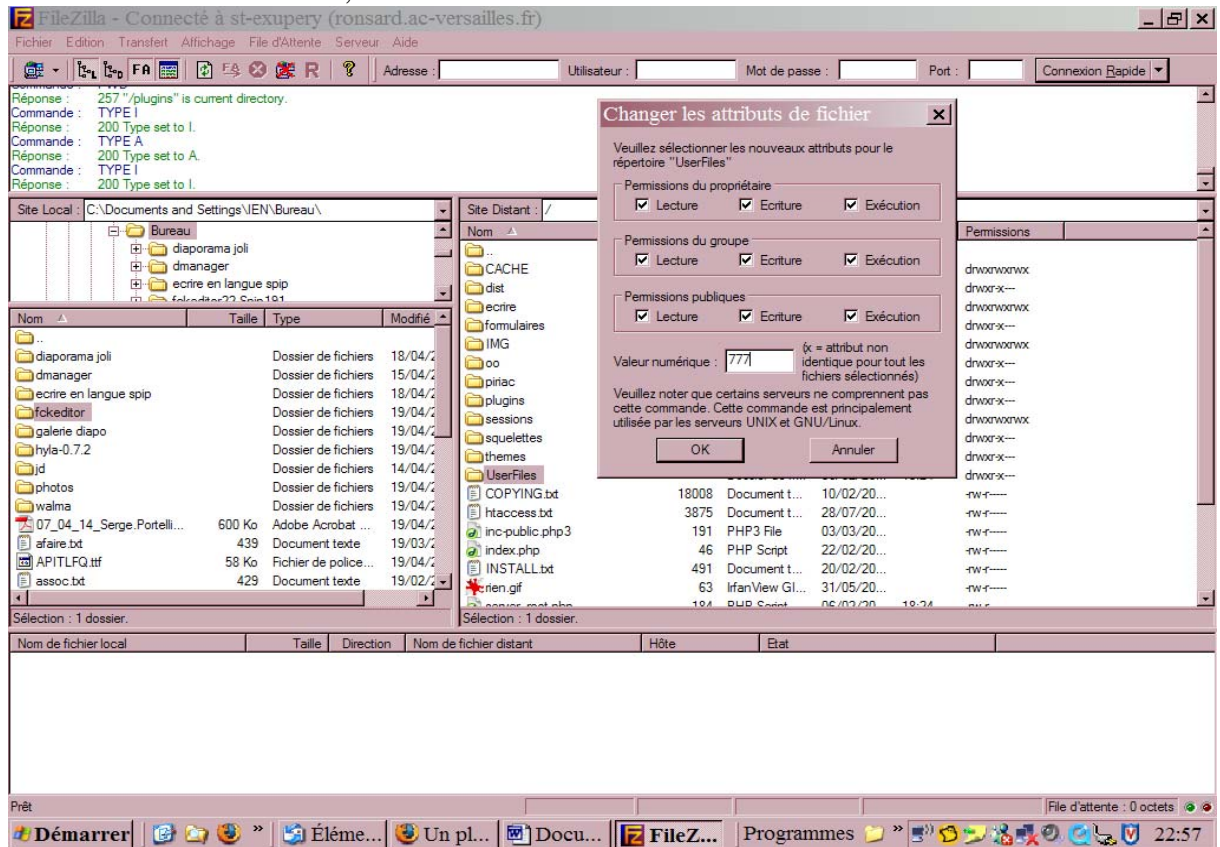 FileZilla - Connecté à st-exupery (ronsard.ac-versailles.fr)
Fichier Edition Transfert Affichage File d'Attente Serveur Aide
Adresse : Utilisateur : Mot de passe : Port : Connexion Rapide
Réponse : 257 "/plugins" is current directory.
Commande : TYPE I
Réponse : 200 Type set to I.
Commande : TYPE A
Réponse : 200 Type set to A.
Commande : TYPE I
Réponse : 200 Type set to I.
Changer les attributs de fichier
Veuillez sélectionner les nouveaux attributs pour le
répertoire "UserFiles"
Permissions du propriétaire
Lecture Ecriture Exécution
Permissions du groupe
Lecture Ecriture Exécution
Permissions publiques
Lecture Ecriture Exécution
Valeur numérique : 777
(x = attribut non
identique pour tout les
fichiers sélectionnés)
Veuillez noter que certains serveurs ne comprennent pas
cette commande. Cette commande est principalement
utilisée par les serveurs UNIX et GNU/Linux.
OK Annuler
Site Local : C:\Documents and Settings\IEN\Bureau\
Bureau
diaporama joli
dmanager
ecrire en langue spip
Nom Taille Type Modifié
..
diaporama joli Dossier de fichiers 18/04/2
dmanager Dossier de fichiers 15/04/2
ecrire en langue spip Dossier de fichiers 18/04/2
fckeditor Dossier de fichiers 19/04/2
galerie diapo Dossier de fichiers 19/04/2
hyla-0.7.2 Dossier de fichiers 19/04/2
jd Dossier de fichiers 14/04/2
photos Dossier de fichiers 19/04/2
walma Dossier de fichiers 19/04/2
07_04_14_Serge.Portelli... 600 Ko Adobe Acrobat ... 19/04/2
afaire.txt 439 Document texte 19/03/2
APITLFQ.ttf 58 Ko Fichier de police... 19/04/2
assoc.txt 429 Document texte 19/02/2
Sélection : 1 dossier.
Site Distant : /
Nom Permissions
..
CACHE drwxrwxrwx
dist drwxr-x---
ecrire drwxrwxrwx
formulaires drwxr-x---
IMG drwxrwxrwx
oo drwxr-x---
piriac drwxr-x---
plugins drwxr-x---
sessions drwxrwxrwx
squelettes drwxr-x---
themes drwxr-x---
UserFiles drwxr-x---
COPYING.txt 18008 Document t... 10/02/20... -rw-r-----
htaccess.txt 3875 Document t... 28/07/20... -rw-r-----
inc-public.php3 191 PHP3 File 03/03/20... -rw-r-----
index.php 46 PHP Script 22/02/20... -rw-r-----
INSTALL.txt 491 Document t... 20/02/20... -rw-r-----
rien.gif 63 IrfanView GI... 31/05/20... -rw-r-----
Sélection : 1 dossier.
Nom de fichier local Taille Direction Nom de fichier distant Hôte Etat
Prêt File d'attente : 0 octets
Démarrer » Éléme... Un pl... Docu... FileZ... Programmes » 22:57